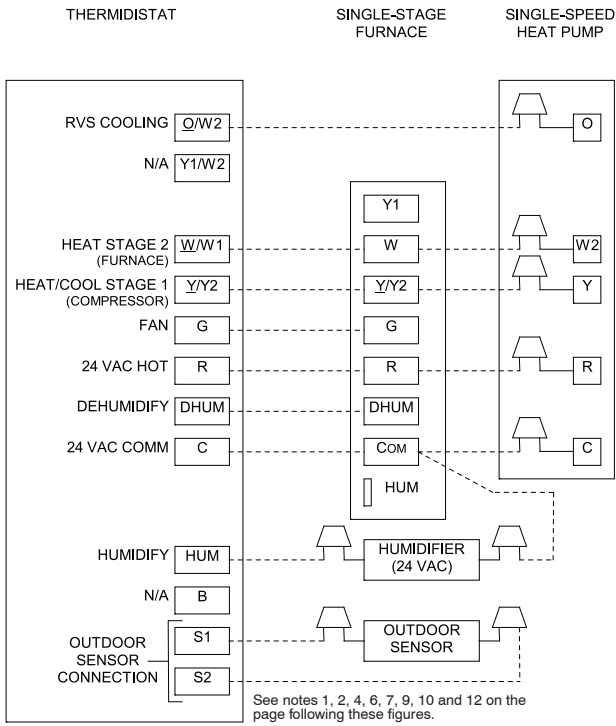 THERMIDISTAT
SINGLE-STAGE
FURNACE
SINGLE-SPEED
HEAT PUMP
RVS COOLING O/W2 O
N/A Y1/W2
Y1
HEAT STAGE 2 W/W1 W W2
(FURNACE)
HEAT/COOL STAGE 1 Y/Y2 Y/Y2 Y
(COMPRESSOR)
FAN G G
24 VAC HOT R R R
DEHUMIDIFY DHUM DHUM
24 VAC COMM C COM C
HUM
HUMIDIFY HUM HUMIDIFIER
(24 VAC)
N/A B
OUTDOOR
SENSOR
CONNECTION
S1
S2
OUTDOOR
SENSOR
See notes 1, 2, 4, 6, 7, 9, 10 and 12 on the
page following these figures.